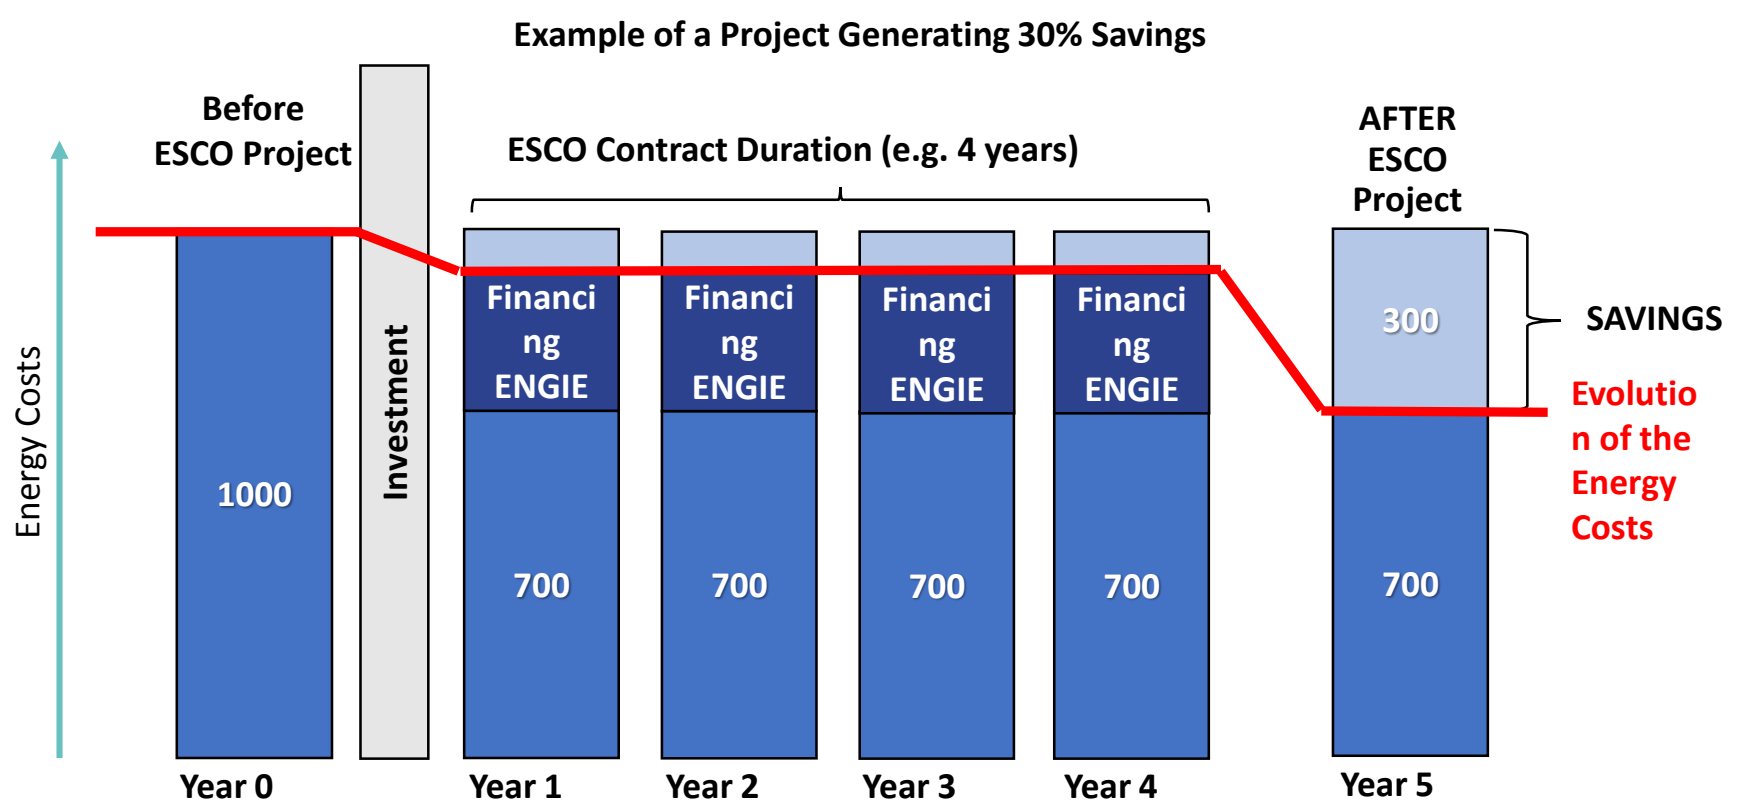 Example of a Project Generating 30% Savings
Before
ESCO Project
ESCO Contract Duration (e.g. 4 years)
AFTER
ESCO
Project
Energy Costs
1000
Investment
Financi
ng
ENGIE
700
Financi
ng
ENGIE
700
Financi
ng
ENGIE
700
Financi
ng
ENGIE
700
300
700
SAVINGS
Evolutio
n of the
Energy
Costs
Year 0
Year 1
Year 2
Year 3
Year 4
Year 5